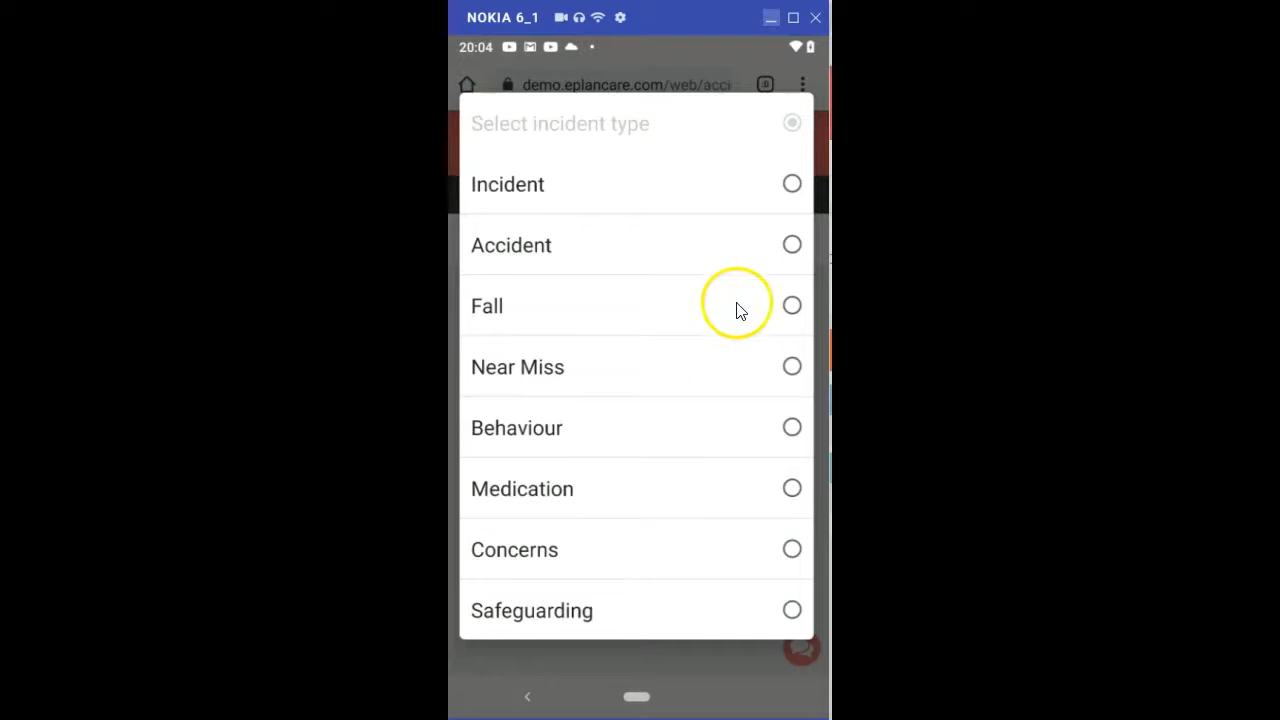 NOKIA 6_1
20:04
demo.eplancare.com/web/acci
Select incident type
Incident
Accident
Fall
Near Miss
Behaviour
Medication
Concerns
Safeguarding